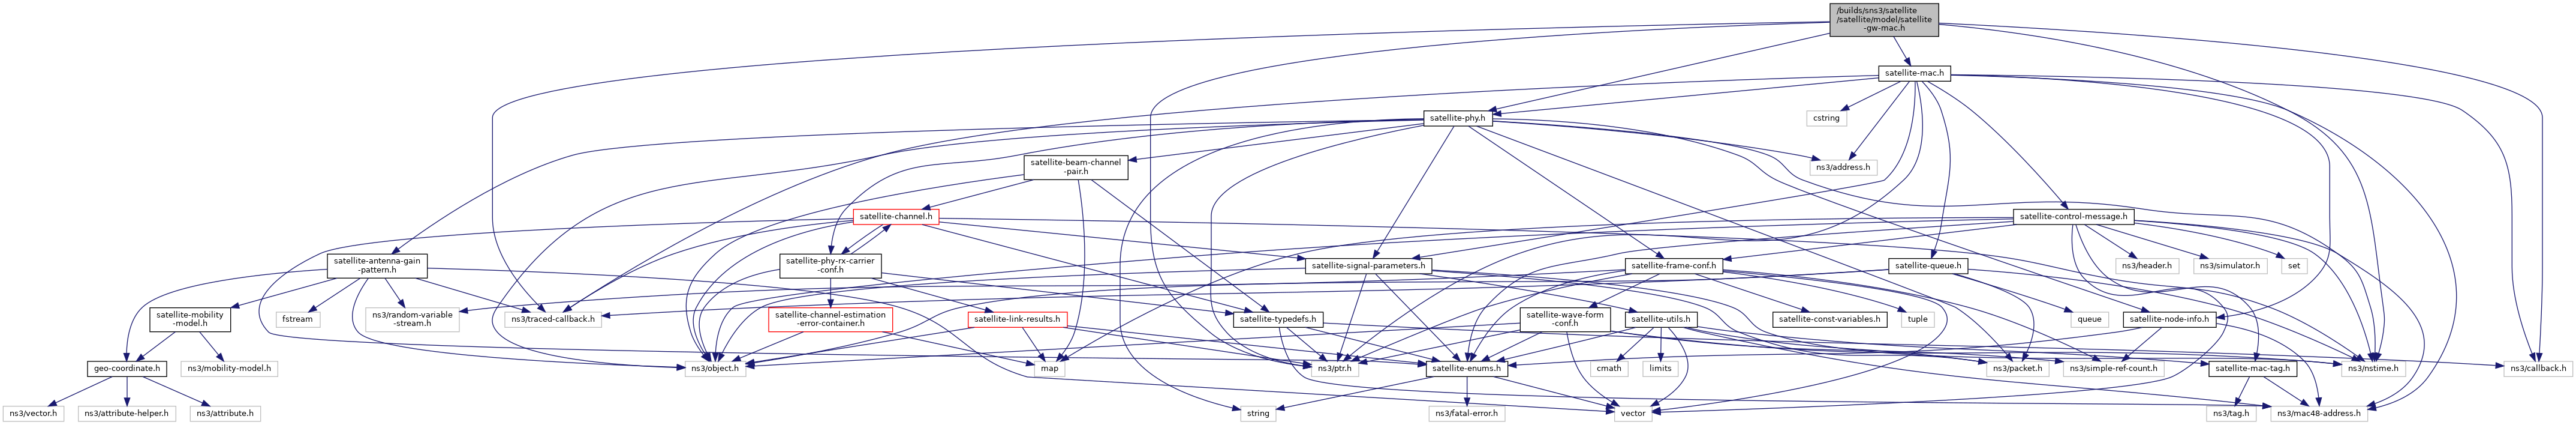 /builds/sns3/satellite
/satellite/model/satellite
-gw-mac.h
satellite-mac.h
satellite-phy.h
cstring
satellite-beam-channel
-pair.h
ns3/address.h
satellite-channel.h
satellite-control-message.h
satellite-antenna-gain
-pattern.h
satellite-phy-rx-carrier
-conf.h
satellite-signal-parameters.h
satellite-frame-conf.h
satellite-queue.h
ns3/header.h
ns3/simulator.h
set
satellite-mobility
-model.h
fstream
ns3/random-variable
-stream.h
ns3/traced-callback.h
satellite-channel-estimation
-error-container.h
satellite-link-results.h
satellite-typedefs.h
satellite-wave-form
-conf.h
satellite-utils.h
satellite-const-variables.h
tuple
queue
satellite-node-info.h
geo-coordinate.h
ns3/mobility-model.h
ns3/object.h
map
ns3/ptr.h
satellite-enums.h
cmath
limits
ns3/packet.h
ns3/simple-ref-count.h
satellite-mac-tag.h
ns3/nstime.h
ns3/callback.h
ns3/vector.h
ns3/attribute-helper.h
ns3/attribute.h
string
ns3/fatal-error.h
vector
ns3/tag.h
ns3/mac48-address.h